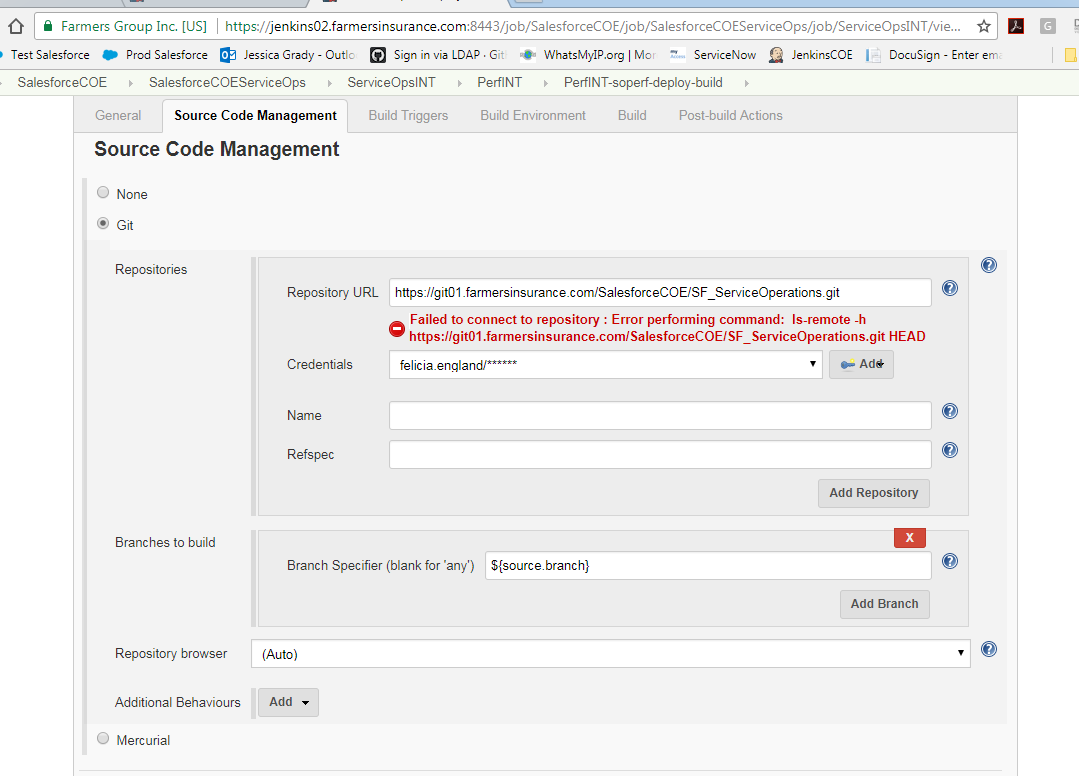 Farmers Group Inc. [US] https://jenkins02.farmersinsurance.com:8443/job/SalesforceCOE/job/SalesforceCOEServiceOps/job/ServiceOpsINT/vie...
Test Salesforce Prod Salesforce Jessica Grady - Outlo Sign in via LDAP · Git WhatsMyIP.org | Mor ServiceNow JenkinsCOE DocuSign - Enter ema
SalesforceCOE SalesforceCOEServiceOps ServiceOpsINT PerfINT PerfINT-soperf-deploy-build
General Source Code Management Build Triggers Build Environment Build Post-build Actions
Source Code Management
None
Git
Repositories
Repository URL https://git01.farmersinsurance.com/SalesforceCOE/SF_ServiceOperations.git
Failed to connect to repository : Error performing command: ls-remote -h
https://git01.farmersinsurance.com/SalesforceCOE/SF_ServiceOperations.git HEAD
Credentials felicia.england/****** Add
Name
Refspec
Add Repository
Branches to build X
Branch Specifier (blank for 'any') ${source.branch}
Add Branch
Repository browser (Auto)
Additional Behaviours Add
Mercurial